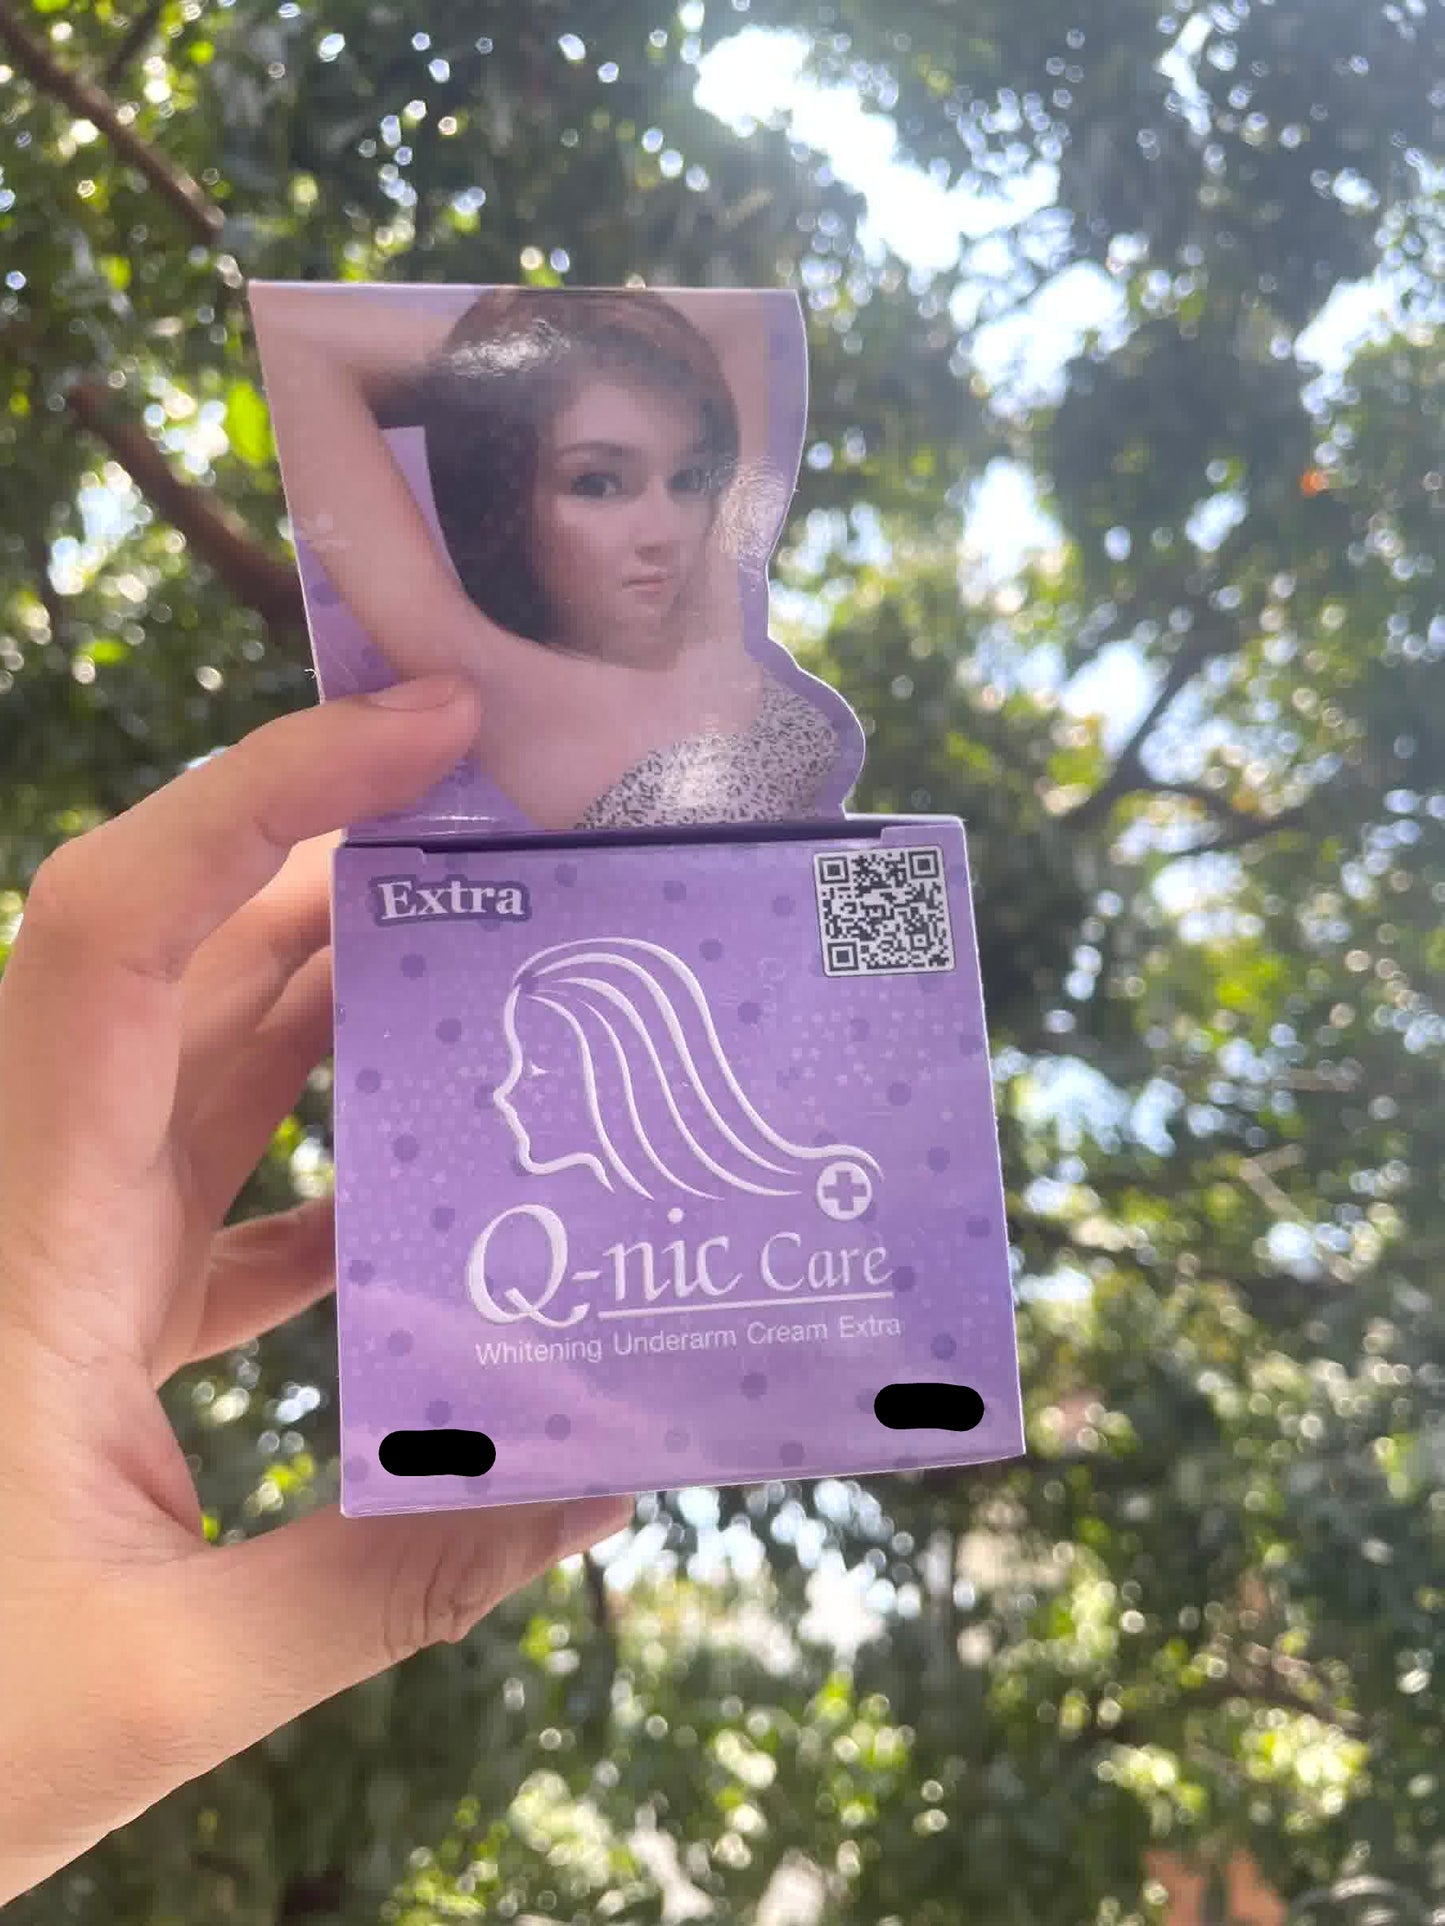 Extra
Q-nic Care
Whitening Underarm Cream Extra